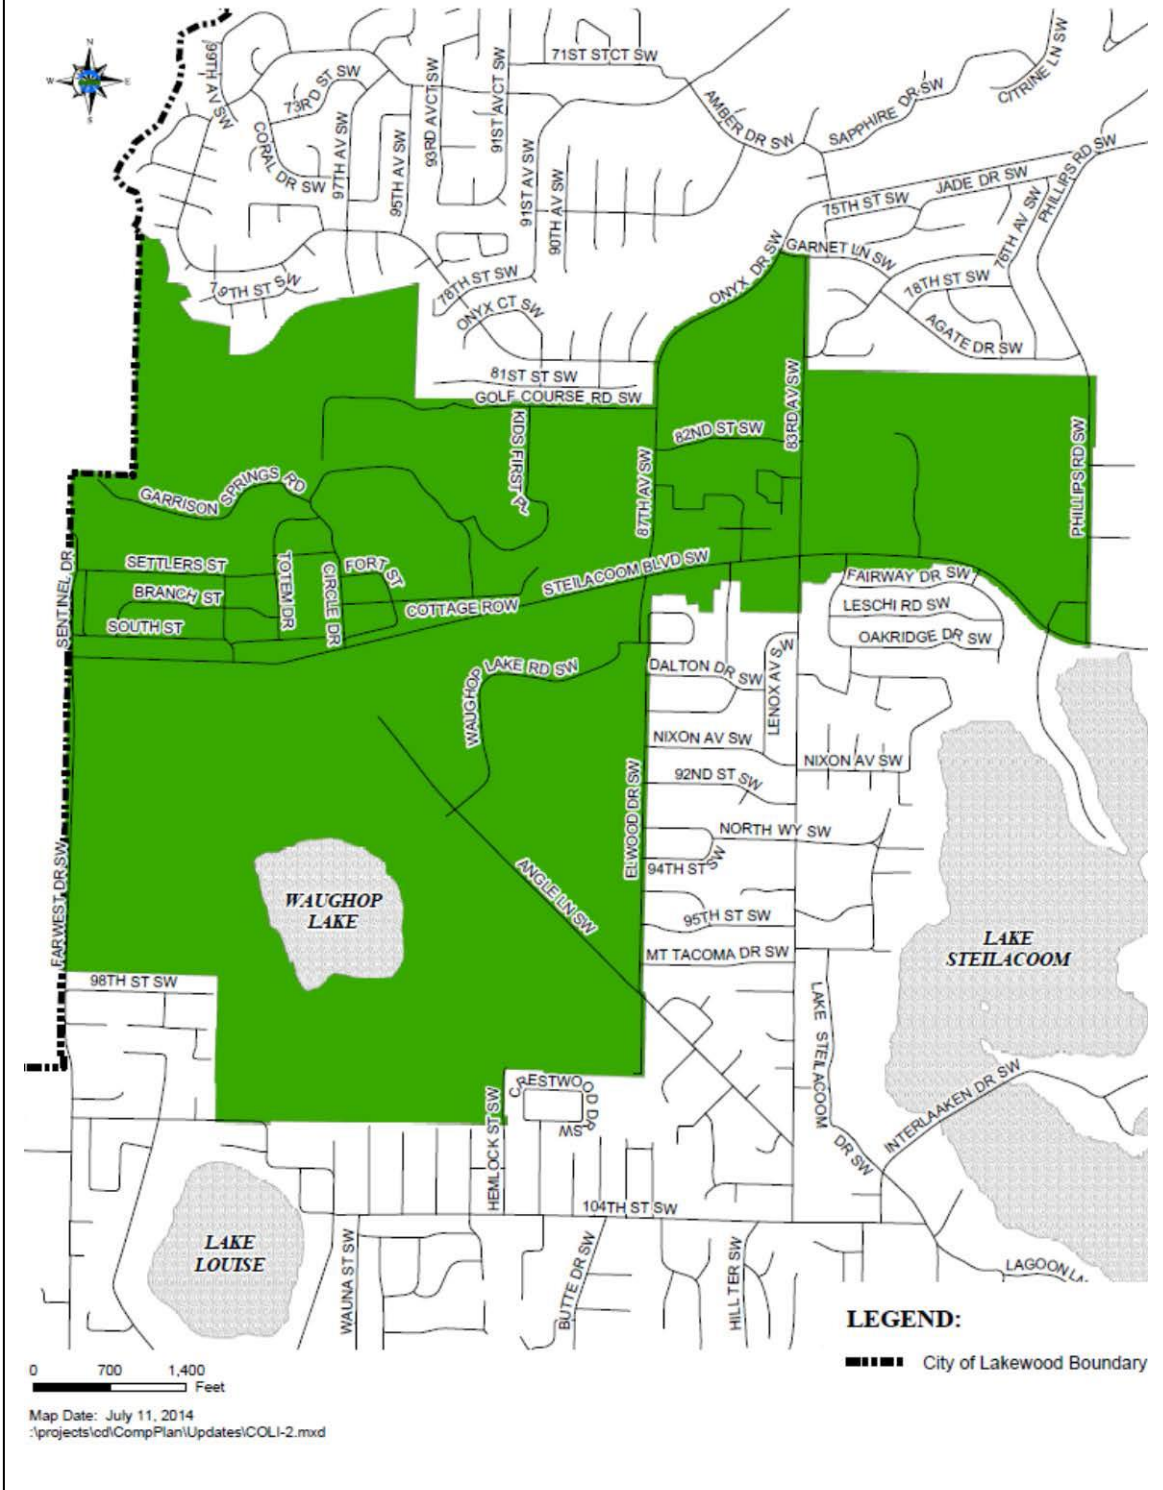 N
W
E
S
99TH AV SW
73RD ST SW
CORAL DR SW
97TH AV SW
95TH AV SW
93RD AVCT SW
91ST AVCT SW
71ST STCT SW
91ST AV SW
90TH AV SW
AMBER DR SW
SAPPHIRE DR SW
CITRINE LN SW
75TH ST SW
JADE DR SW
76TH AV SW
PHILLIPS RD SW
GARNET LN SW
78TH ST SW
AGATE DR SW
79TH ST SW
78TH ST SW
ONYX CT SW
ONYX DR SW
81ST ST SW
GOLF COURSE RD SW
KIDS FIRST PL
82ND ST SW
83RD AV SW
87TH AV SW
PHILLIPS RD SW
GARRISON SPRINGS RD
SETTLERS ST
BRANCH ST
SOUTH ST
TOTEM DR
CIRCLE DR
FORT ST
COTTAGE ROW
STEILACOOM BLVD SW
SENTINEL DR
FAIRWAY DR SW
LESCHI RD SW
OAKRIDGE DR SW
WAUGHOP LAKE RD SW
DALTON DR SW
LENOX AV SW
NIXON AV SW
NIXON AV SW
92ND ST SW
ELWOOD DR SW
NORTH WY SW
94TH ST SW
95TH ST SW
MT TACOMA DR SW
ANGLE LN SW
WAUGHOP
LAKE
LAKE
STEILACOOM
FARWEST DR SW
98TH ST SW
LAKE STEILACOOM DR SW
INTERLAAKEN DR SW
CRESTWOOD DR SW
HEMLOCK ST SW
104TH ST SW
LAKE
LOUISE
WAUNA ST SW
BUTTE DR SW
HILLTER SW
LAGOON LA
LEGEND:
City of Lakewood Boundary
0 700 1,400
Feet
Map Date: July 11, 2014
:\projects\cd\CompPlan\Updates\COLI-2.mxd